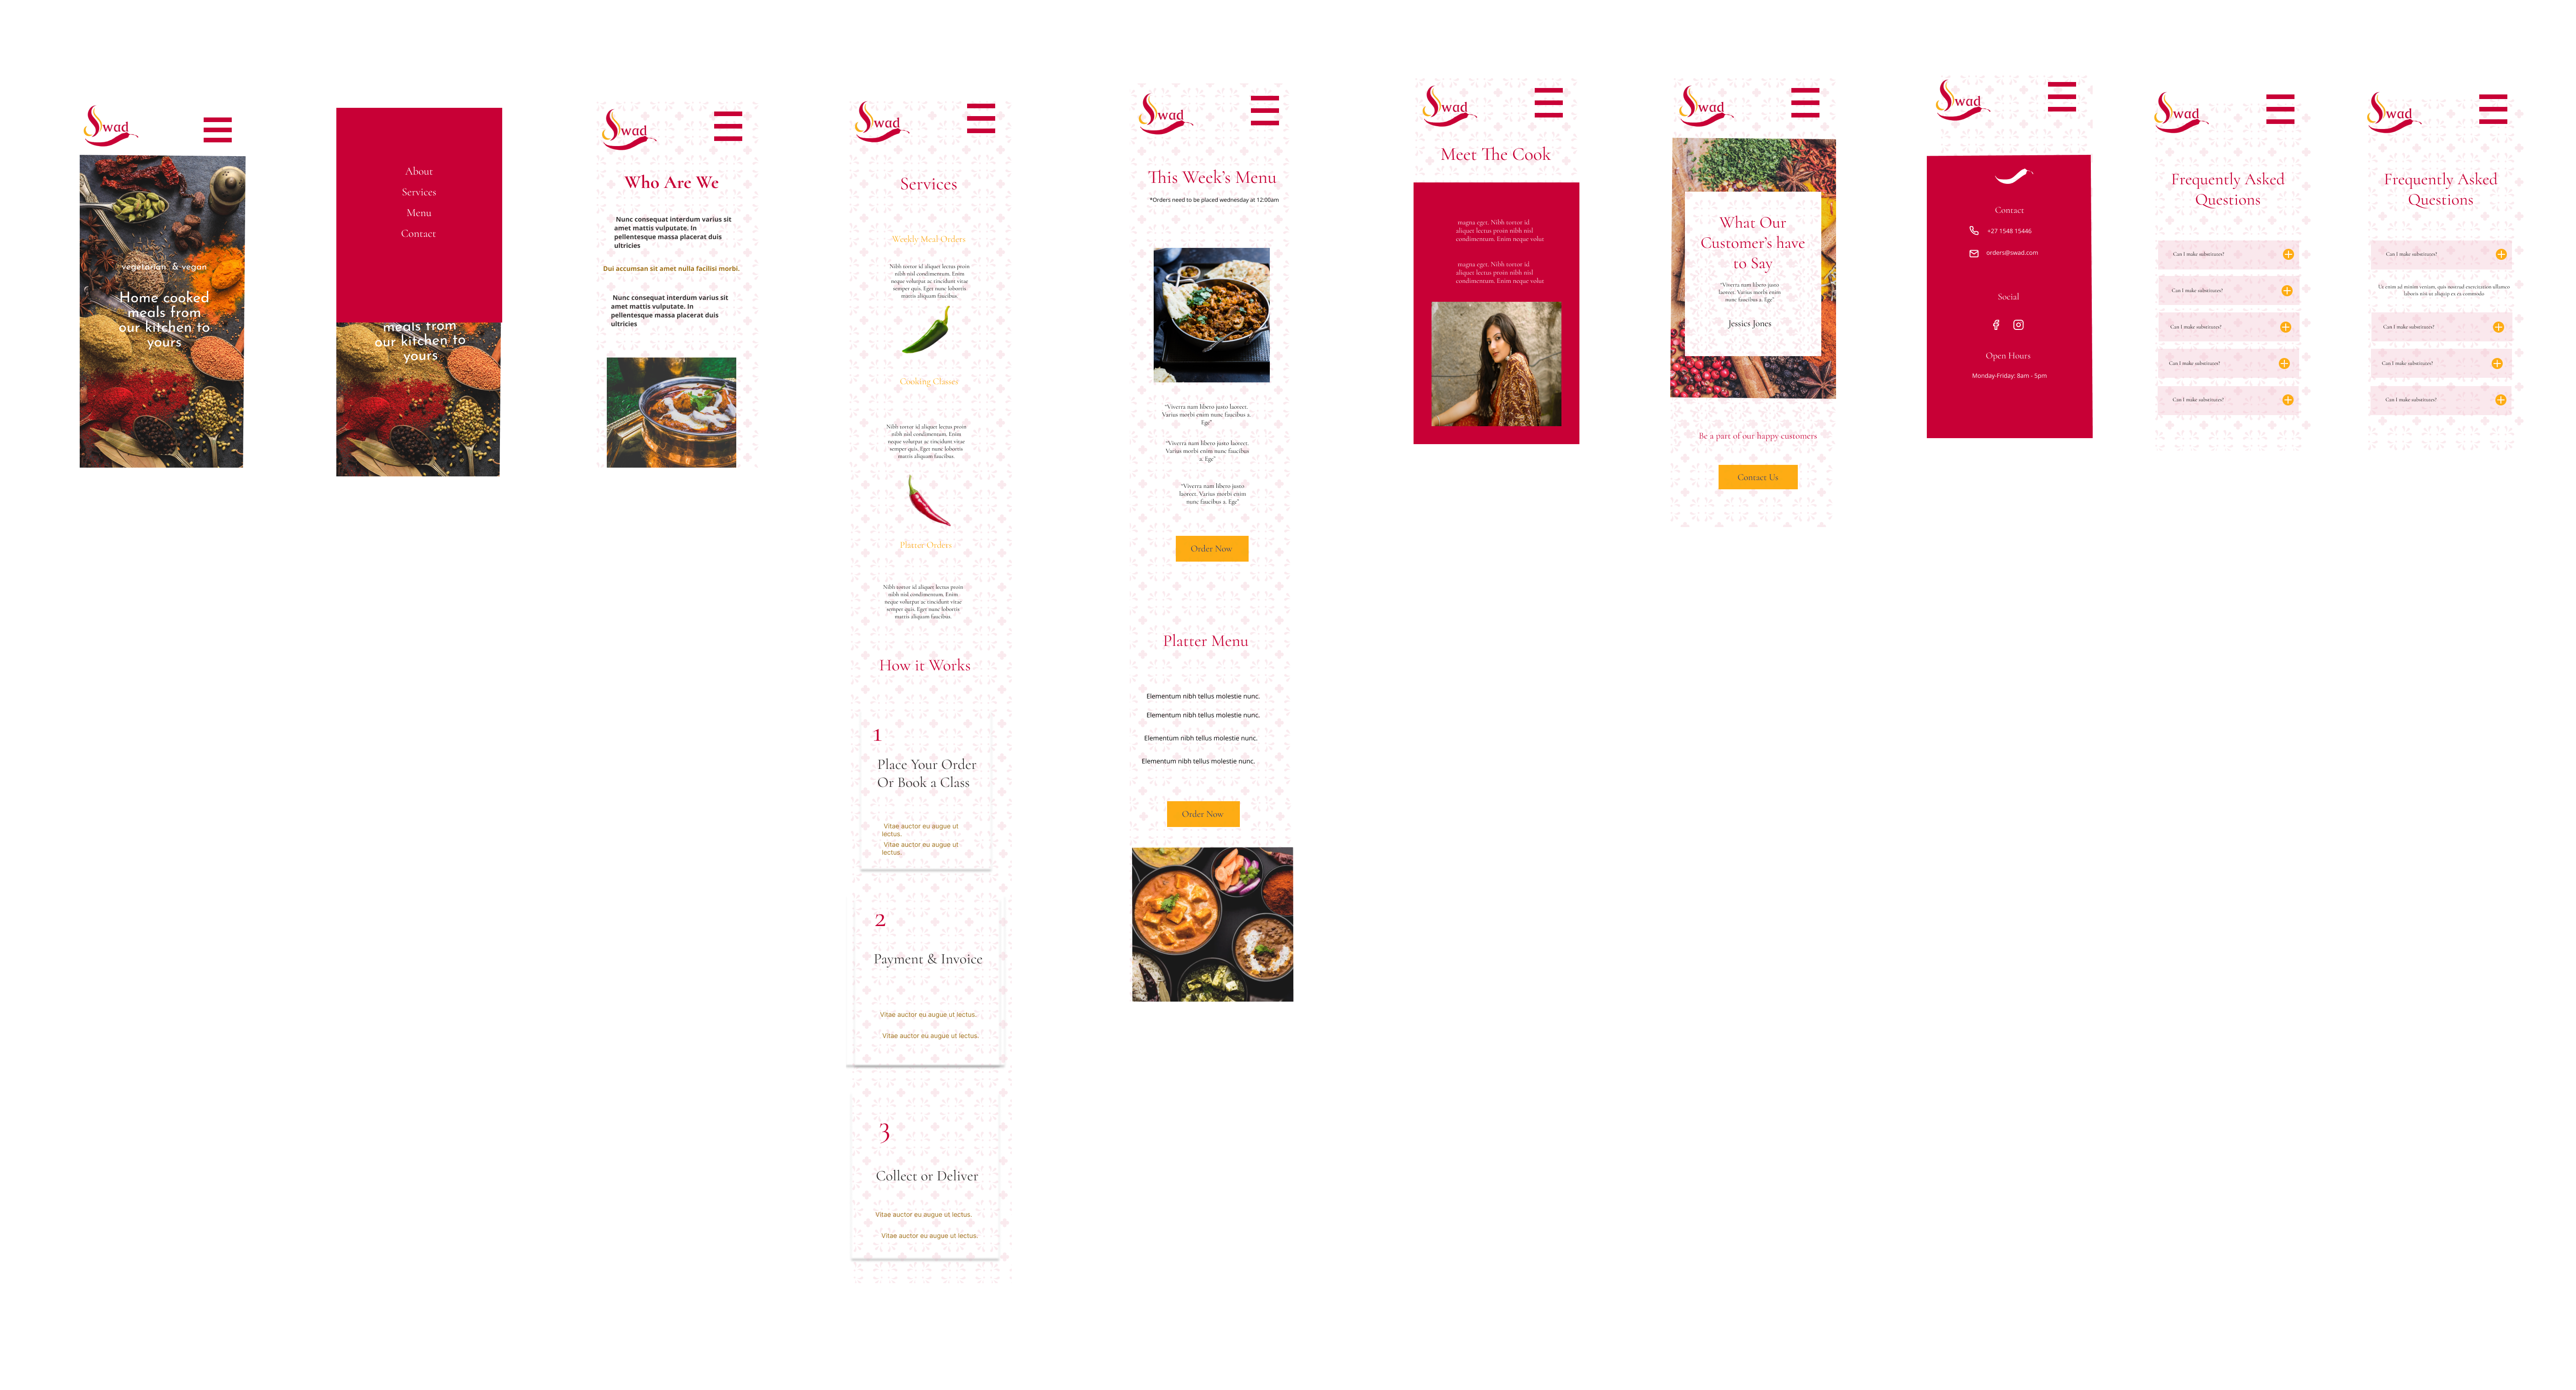 Swad
vegetarian & vegan
Home cooked
meals from
our kitchen to
yours
About
Services
Menu
Contact
meals from
our kitchen to
yours
Swad
Who Are We
Nunc consequat interdum varius sit
amet mattis vulputate. In
pellentesque massa placerat duis
ultricies
Dui accumsan sit amet nulla facilisi morbi.
Nunc consequat interdum varius sit
amet mattis vulputate. In
pellentesque massa placerat duis
ultricies
Swad
Services
Weekly Meal Orders
Nibh tortor id aliquet lectus proin
nibh nisl condimentum. Enim
neque volutpat ac tincidunt vitae
semper quis. Eget nunc lobortis
mattis aliquam faucibus.
Cooking Classes
Nibh tortor id aliquet lectus proin
nibh nisl condimentum. Enim
neque volutpat ac tincidunt vitae
semper quis. Eget nunc lobortis
mattis aliquam faucibus.
Platter Orders
Nibh tortor id aliquet lectus proin
nibh nisl condimentum. Enim
neque volutpat ac tincidunt vitae
semper quis. Eget nunc lobortis
mattis aliquam faucibus.
How it Works
1
Place Your Order
Or Book a Class
Vitae auctor eu augue ut
lectus.
Vitae auctor eu augue ut
lectus.
2
Payment & Invoice
Vitae auctor eu augue ut lectus.
Vitae auctor eu augue ut lectus.
3
Collect or Deliver
Vitae auctor eu augue ut lectus.
Vitae auctor eu augue ut lectus.
Swad
This Week's Menu
*Orders need to be placed wednesday at 12:00am
"Viverra nam libero justo laoreet.
Varius morbi enim nunc faucibus a.
Ege"
"Viverra nam libero justo laoreet.
Varius morbi enim nunc faucibus
a. Ege"
"Viverra nam libero justo
laoreet. Varius morbi enim
nunc faucibus a. Ege"
Order Now
Platter Menu
Elementum nibh tellus molestie nunc.
Elementum nibh tellus molestie nunc.
Elementum nibh tellus molestie nunc.
Elementum nibh tellus molestie nunc.
Order Now
Swad
Meet The Cook
magna eget. Nibh tortor id
aliquet lectus proin nibh nisl
condimentum. Enim neque volut
magna eget. Nibh tortor id
aliquet lectus proin nibh nisl
condimentum. Enim neque volut
Swad
What Our
Customer's have
to Say
"Viverra nam libero justo
laoreet. Varius morbi enim
nunc faucibus a. Ege"
Jessics Jones
Be a part of our happy customers
Contact Us
Swad
Contact
+27 1548 15446
orders@swad.com
Social
Open Hours
Monday-Friday: 8am - 5pm
Swad
Frequently Asked
Questions
Can I make substitutes?
Can I make substitutes?
Can I make substitutes?
Can I make substitutes?
Can I make substitutes?
Swad
Frequently Asked
Questions
Can I make substitutes?
Ut enim ad minim veniam, quis nostrud exercitation ullamco
laboris nisi ut aliquip ex ea commodo
Can I make substitutes?
Can I make substitutes?
Can I make substitutes?